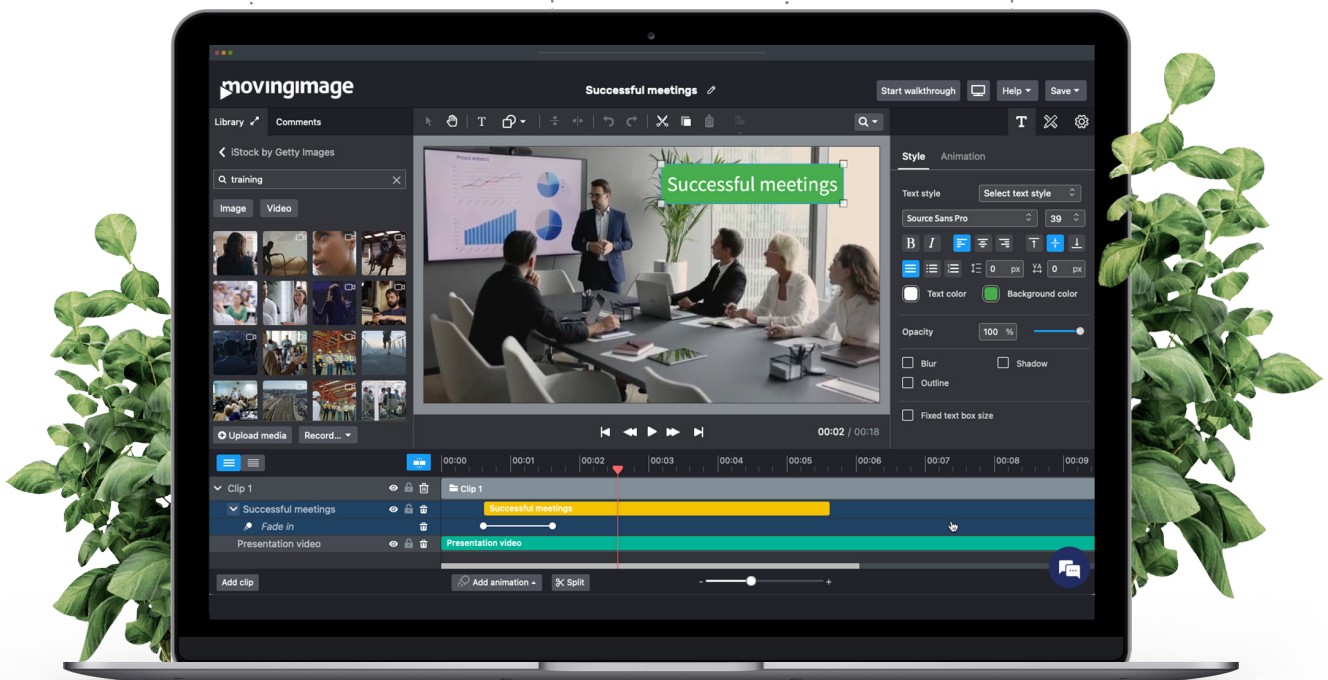 movingimage
Successful meetings
Start walkthrough
Help
Save
Library
Comments
T
T
iStock by Getty Images
training
Image
Video
Upload media
Record...
Project statistics
Successful meetings
00:02 / 00:18
Style
Animation
Text style
Select text style
Source Sans Pro
39
B I
0 px
VA 0 px
Text color
Background color
Opacity
100 %
Blur
Shadow
Outline
Fixed text box size
00:00 00:01 00:02 00:03 00:04 00:05 00:06 00:07 00:08 00:09
Clip 1
Clip 1
Successful meetings
Successful meetings
Fade in
Presentation video
Presentation video
Add clip
Add animation
Split
- +